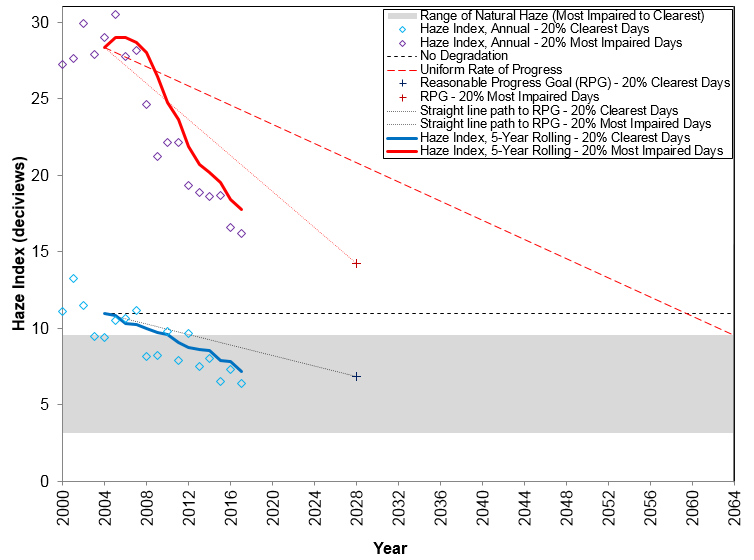 Range of Natural Haze (Most Impaired to Clearest)
Haze Index, Annual - 20% Clearest Days
Haze Index, Annual - 20% Most Impaired Days
No Degradation
Uniform Rate of Progress
Reasonable Progress Goal (RPG) - 20% Clearest Days
RPG - 20% Most Impaired Days
Straight line path to RPG - 20% Clearest Days
Straight line path to RPG - 20% Most Impaired Days
Haze Index, 5-Year Rolling - 20% Clearest Days
Haze Index, 5-Year Rolling - 20% Most Impaired Days
Haze Index (deciviews)
30
25
20
15
10
5
0
2000
2004
2008
2012
2016
2020
2024
2028
2032
2036
2040
2044
2048
2052
2056
2060
2064
Year